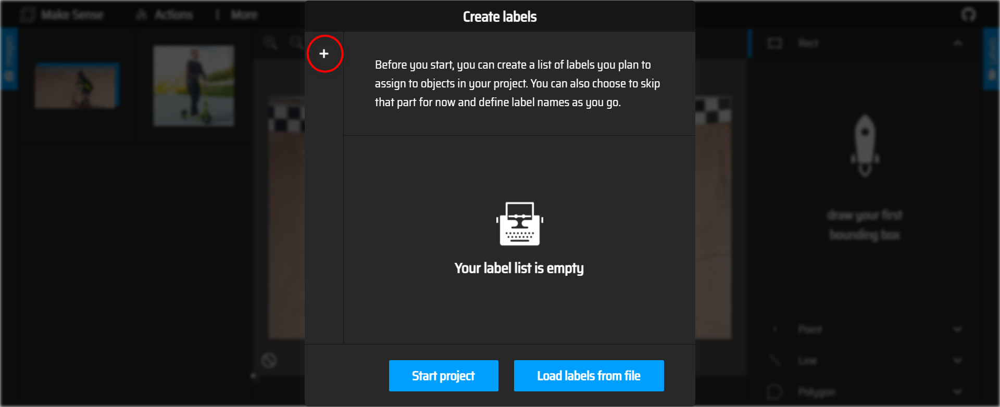 Make Sense
Actions
More
Create labels
Images
Rect
Labels
+
Before you start, you can create a list of labels you plan to
assign to objects in your project. You can also choose to skip
that part for now and define label names as you go.
draw your first
bounding box
Your label list is empty
Point
Line
Polygon
Start project
Load labels from file